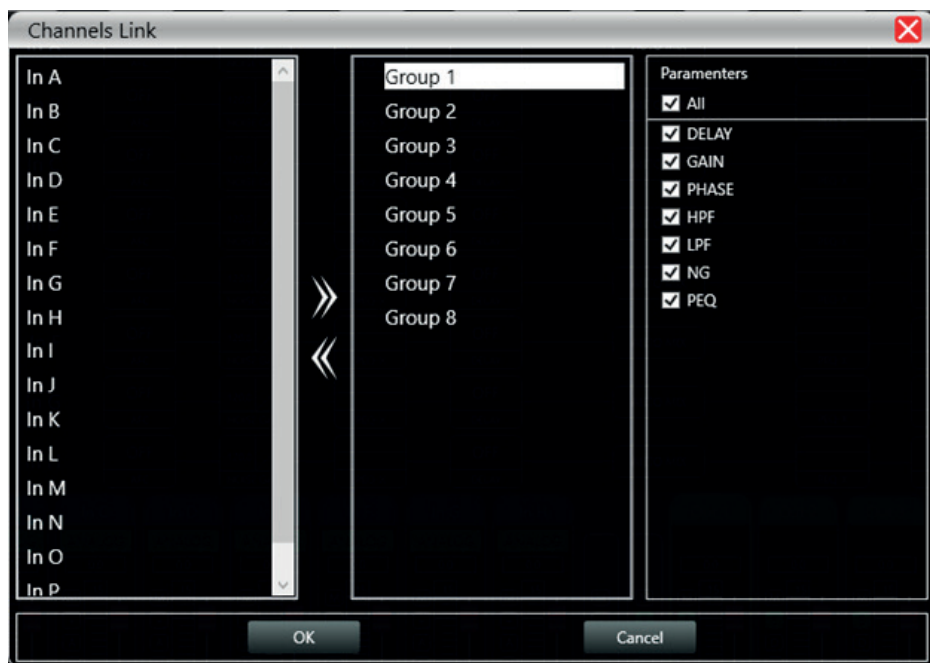 Channels Link
In A
In B
In C
In D
In E
In F
In G
In H
In I
In J
In K
In L
In M
In N
In O
In P
Group 1
Group 2
Group 3
Group 4
Group 5
Group 6
Group 7
Group 8
Paramenters
All
DELAY
GAIN
PHASE
HPF
LPF
NG
PEQ
OK
Cancel